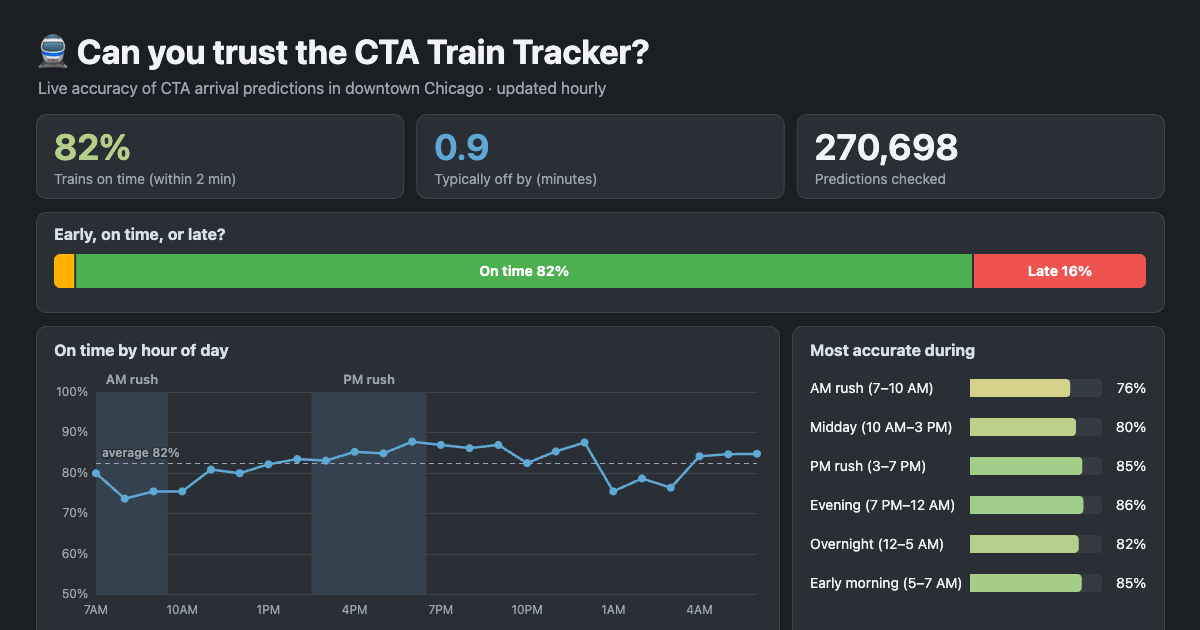 Can you trust the CTA Train Tracker?
Live accuracy of CTA arrival predictions in downtown Chicago · updated hourly
82%
Trains on time (within 2 min)
0.9
Typically off by (minutes)
270,698
Predictions checked
Early, on time, or late?
On time 82%
Late 16%
On time by hour of day
AM rush
PM rush
100%
90%
average 82%
80%
70%
60%
50%
7AM
10AM
1PM
4PM
7PM
10PM
1AM
4AM
Most accurate during
AM rush (7–10 AM) 76%
Midday (10 AM–3 PM) 80%
PM rush (3–7 PM) 85%
Evening (7 PM–12 AM) 86%
Overnight (12–5 AM) 82%
Early morning (5–7 AM) 85%